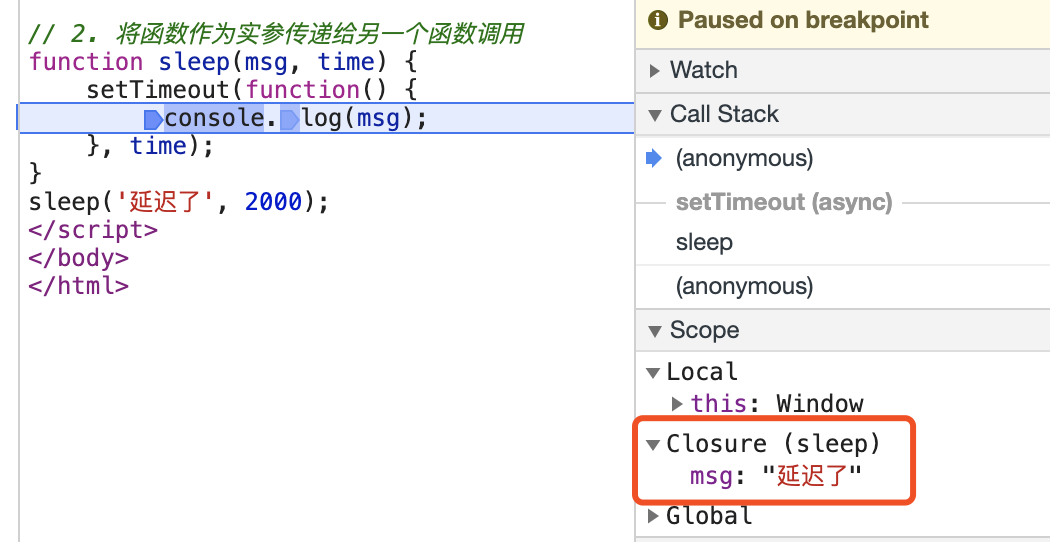 // 2. 将函数作为实参传递给另一个函数调用
function sleep(msg, time) {
    setTimeout(function() {
        console.log(msg);
    }, time);
}
sleep('延迟了', 2000);
</script>
</body>
</html>
Paused on breakpoint
Watch
Call Stack
(anonymous)
setTimeout (async)
sleep
(anonymous)
Scope
Local
this: Window
Closure (sleep)
msg: "延迟了"
Global